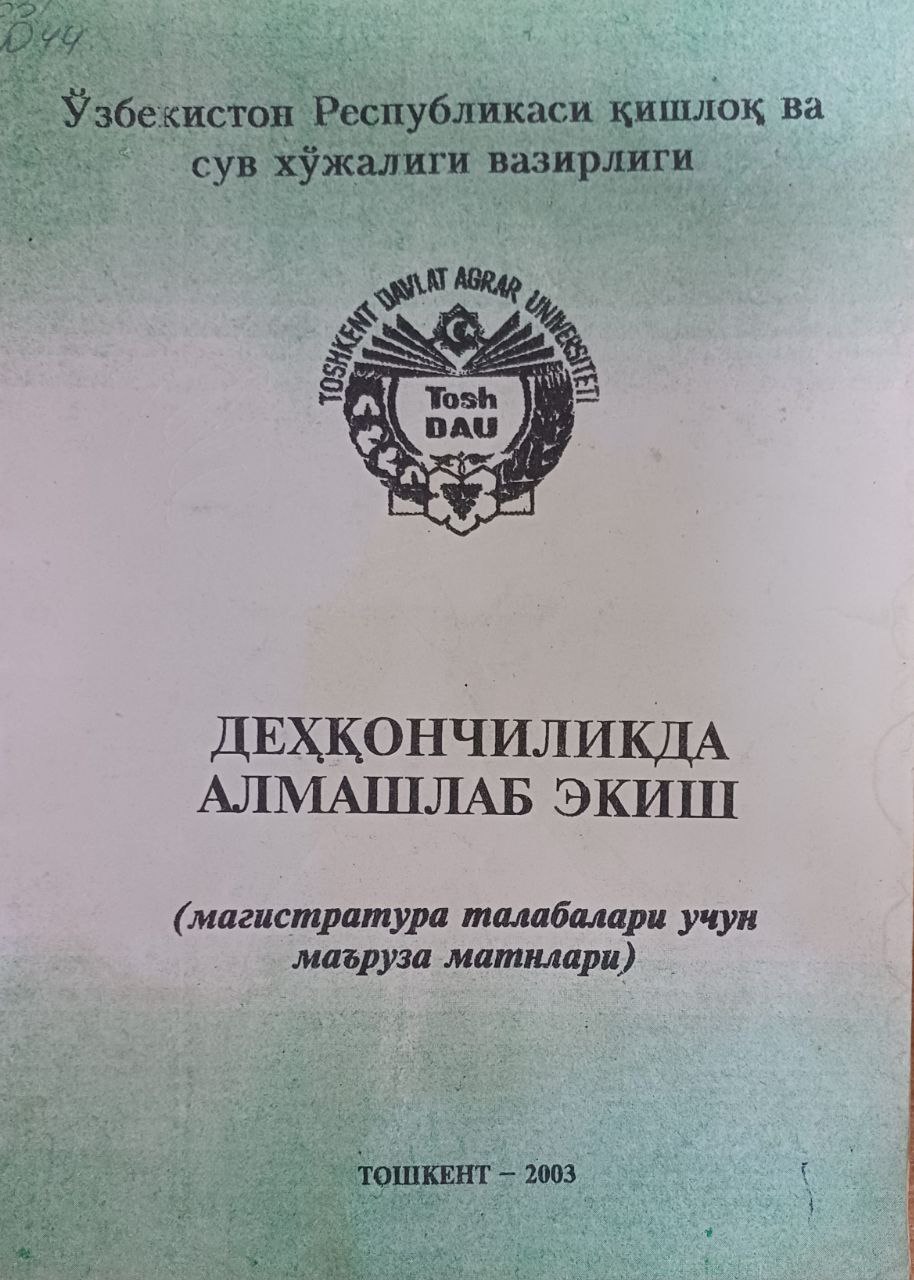 Ўзбекистон Республикаси қишлоқ ва
сув хўжалиги вазирлиги
TOSHKENT DAVLAT AGRAR UNIVERSITETI
Tosh
DAU
ДЕҲҚОНЧИЛИКДА
АЛМАШЛАБ ЭКИШ
(магистратура талабалари учун
маъруза матнлари)
ТОШКЕНТ – 2003